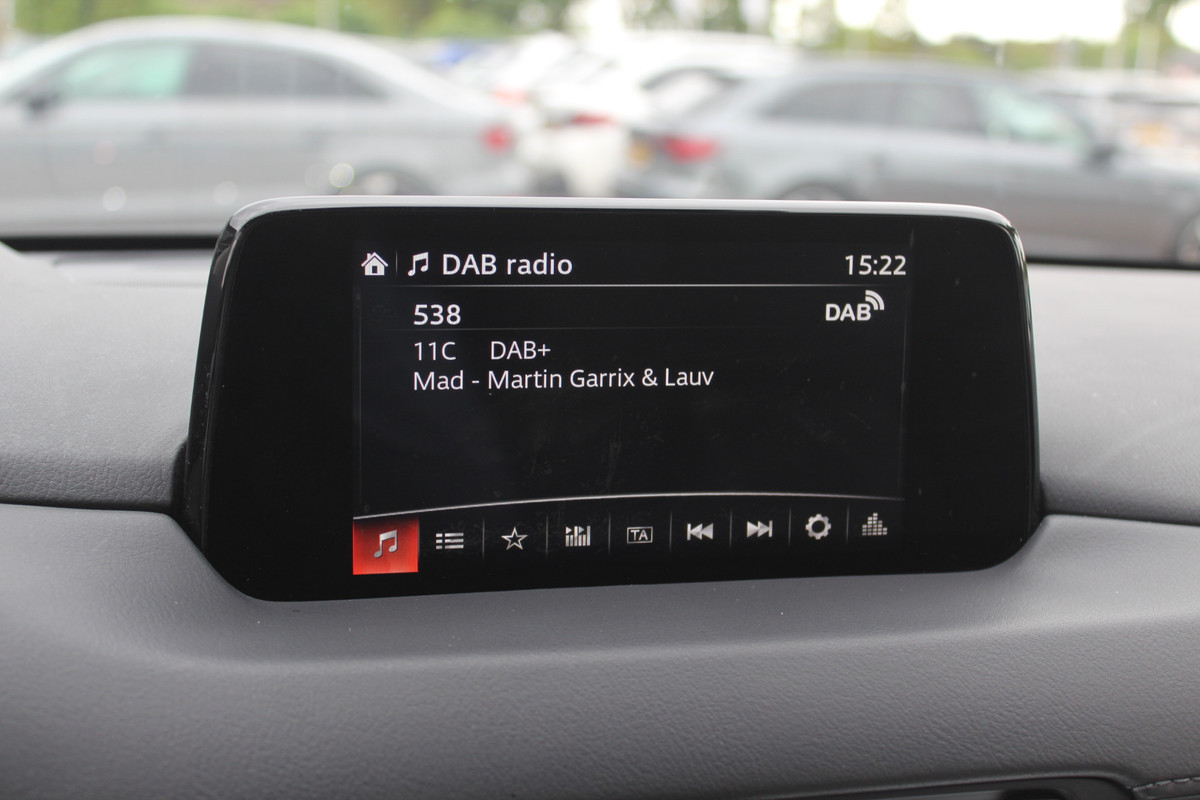 DAB radio 15:22
538 DAB
11C DAB+
Mad - Martin Garrix & Lauv
TA